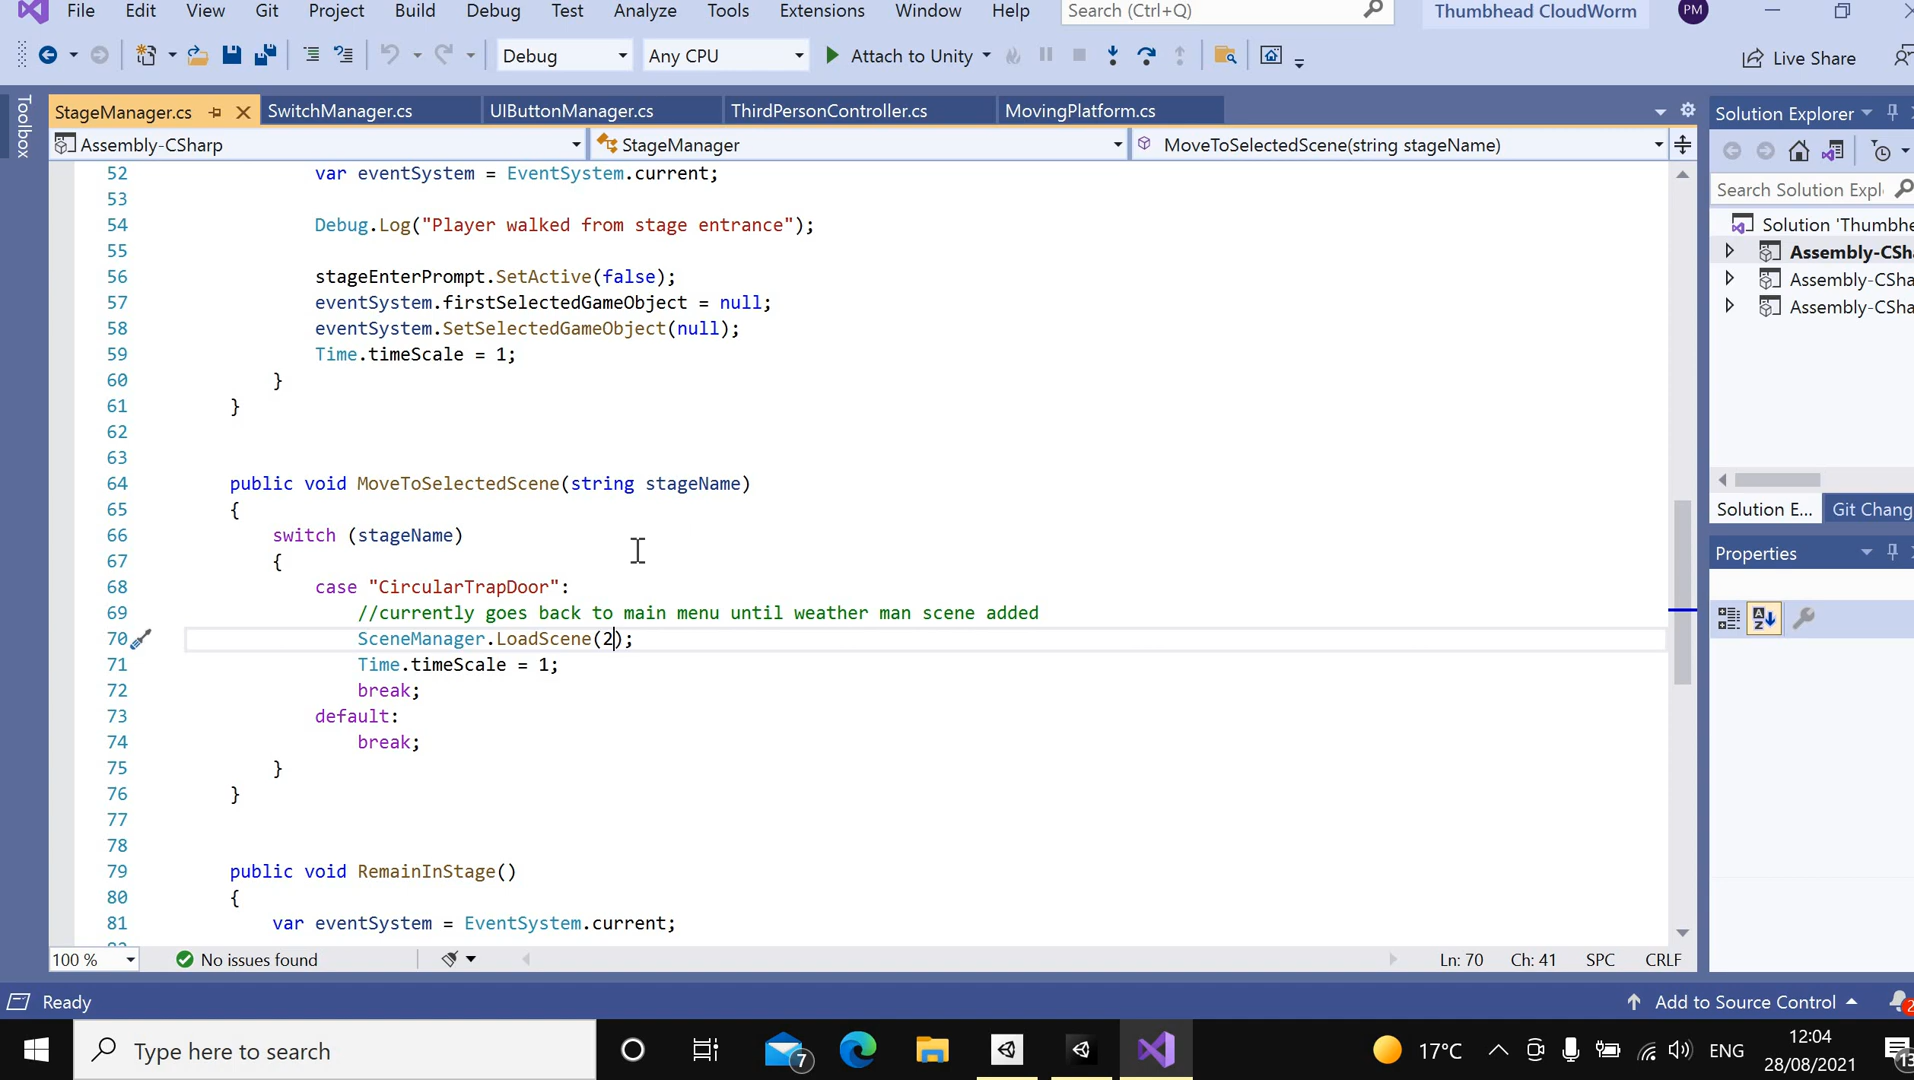 File Edit View Git Project Build Debug Test Analyze Tools Extensions Window Help Search (Ctrl+Q) Thumbhead CloudWorm PM
Debug Any CPU Attach to Unity Live Share
Toolbox
StageManager.cs SwitchManager.cs UIButtonManager.cs ThirdPersonController.cs MovingPlatform.cs
Assembly-CSharp StageManager MoveToSelectedScene(string stageName)
52 var eventSystem = EventSystem.current;
53
54 Debug.Log("Player walked from stage entrance");
55
56 stageEnterPrompt.SetActive(false);
57 eventSystem.firstSelectedGameObject = null;
58 eventSystem.SetSelectedGameObject(null);
59 Time.timeScale = 1;
60 }
61 }
62
63
64 public void MoveToSelectedScene(string stageName)
65 {
66 switch (stageName)
67 {
68 case "CircularTrapDoor":
69 //currently goes back to main menu until weather man scene added
70 SceneManager.LoadScene(2);
71 Time.timeScale = 1;
72 break;
73 default:
74 break;
75 }
76 }
77
78
79 public void RemainInStage()
80 {
81 var eventSystem = EventSystem.current;
100 % No issues found Ln: 70 Ch: 41 SPC CRLF
Solution Explorer
Search Solution Expl
Solution 'Thumbhe
Assembly-CSh
Assembly-CSha
Assembly-CSha
Solution E... Git Chang
Properties
Ready Add to Source Control 2
Type here to search 7 17°C ENG 12:04
28/08/2021 13